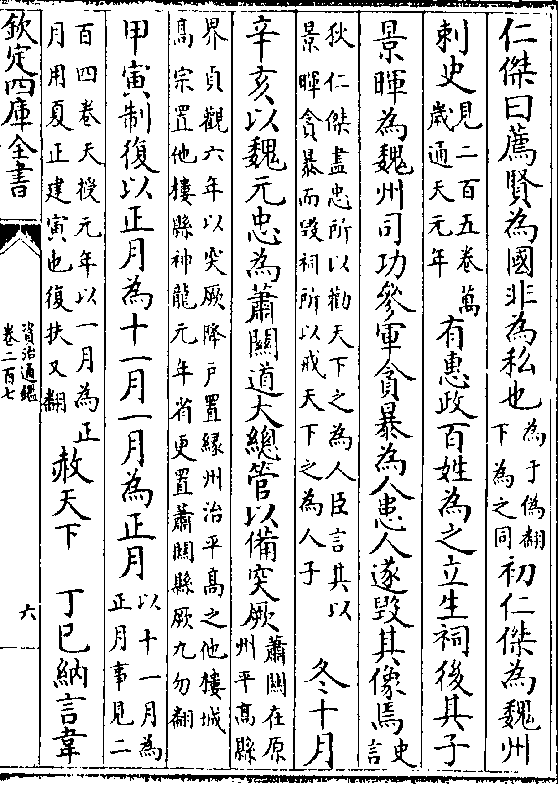 仁傑曰薦賢為國非為私也為于偽翻下為之同初仁傑為魏州
刺史見二百五卷萬歲通天元年有惠政百姓為之立生祠後其子
景暉為魏州司功參軍貪暴為人患人遂毀其像焉史言
狄仁傑盡忠所以勸天下之為人臣言其以景暉貪暴而毀祠所以戒天下之為人子冬十月
辛亥以魏元忠為蕭關道大總管以備突厥蕭關在原州平髙縣
界貞觀六年以突厥降戶置緣州治平髙之他樓城髙宗置他樓縣神龍元年省更置蕭關縣厥九勿翻
甲寅制復以正月為十一月一月為正月以十一月為正月事見二
百四卷天授元年以一月為正月用夏正建寅也復扶又翻赦天下 丁巳納言韋
欽定四庫全書
資治通鑑
卷二百七
六